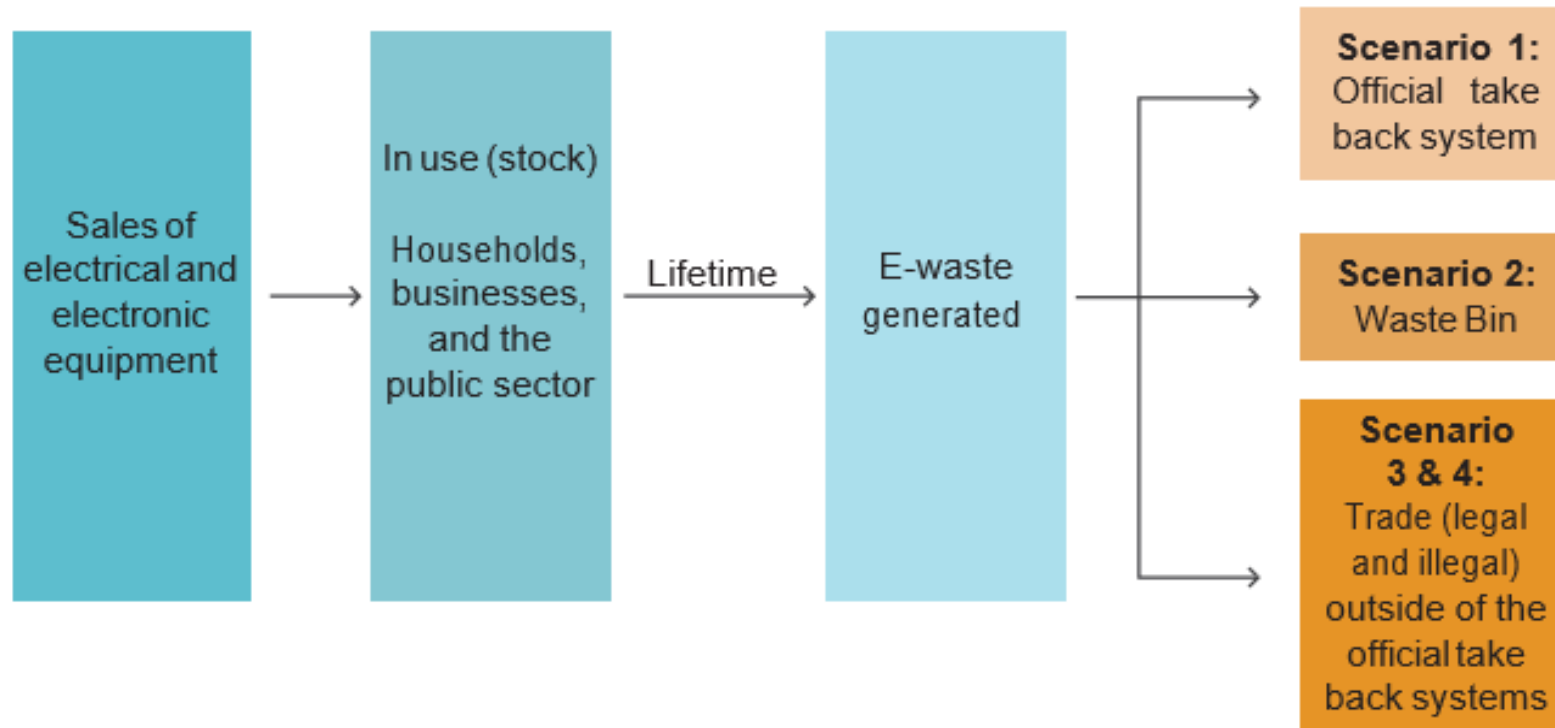 Sales of
electrical and
electronic
equipment
In use (stock)
Households,
businesses,
and the
public sector
Lifetime
E-waste
generated
Scenario 1:
Official take
back system
Scenario 2:
Waste Bin
Scenario
3 & 4:
Trade (legal
and illegal)
outside of the
official take
back systems